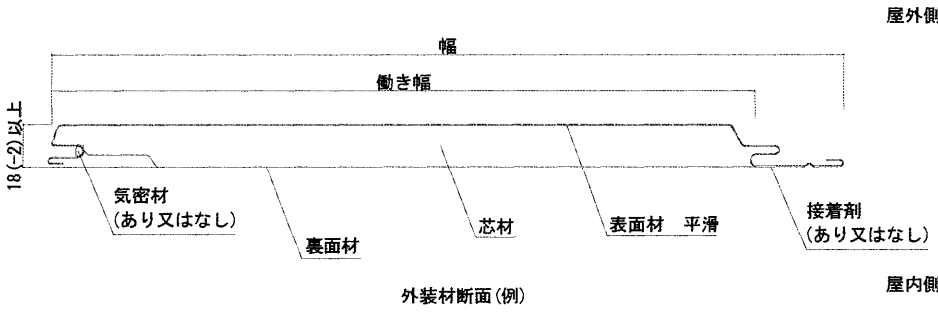 屋外側
幅
働き幅
18(-2)以上
気密材
(あり又はなし)
裏面材
芯材
表面材 平滑
接着剤
(あり又はなし)
屋内側
外装材断面(例)